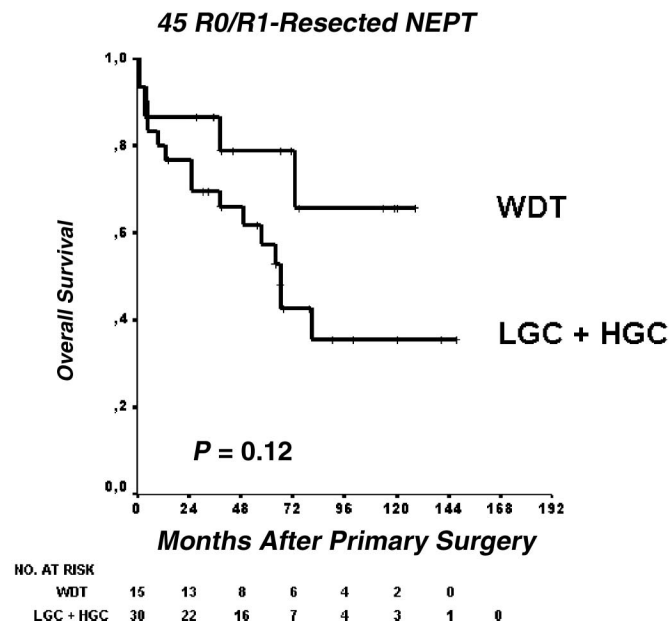 45 R0/R1-Resected NEPT
1,0
,8
,6
,4
,2
0,0
Overall Survival
WDT
LGC + HGC
P = 0.12
0 24 48 72 96 120 144 168 192
Months After Primary Surgery
NO. AT RISK
WDT 15 13 8 6 4 2 0
LGC + HGC 30 22 16 7 4 3 1 0